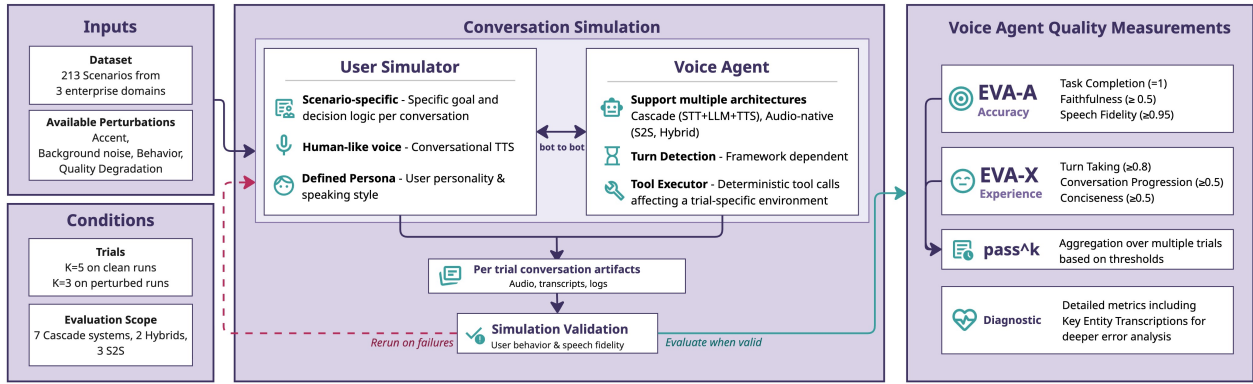 Inputs
Dataset
213 Scenarios from
3 enterprise domains
Available Perturbations
Accent,
Background noise, Behavior,
Quality Degradation
Conditions
Trials
K=5 on clean runs
K=3 on perturbed runs
Evaluation Scope
7 Cascade systems, 2 Hybrids,
3 S2S
Conversation Simulation
User Simulator
Scenario-specific - Specific goal and
decision logic per conversation
Human-like voice - Conversational TTS
Defined Persona - User personality &
speaking style
bot to bot
Voice Agent
Support multiple architectures
Cascade (STT+LLM+TTS), Audio-native
(S2S, Hybrid)
Turn Detection - Framework dependent
Tool Executor - Deterministic tool calls
affecting a trial-specific environment
Per trial conversation artifacts
Audio, transcripts, logs
Simulation Validation
User behavior & speech fidelity
Rerun on failures
Evaluate when valid
Voice Agent Quality Measurements
EVA-A
Accuracy
Task Completion (=1)
Faithfulness (≥ 0.5)
Speech Fidelity (≥0.95)
EVA-X
Experience
Turn Taking (≥0.8)
Conversation Progression (≥0.5)
Conciseness (≥0.5)
pass^k
Aggregation over multiple trials
based on thresholds
Diagnostic
Detailed metrics including
Key Entity Transcriptions for
deeper error analysis